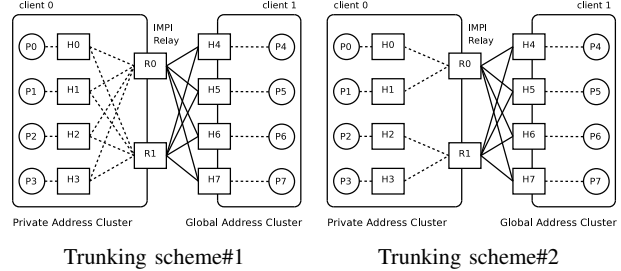 client 0 client 1 client 0 client 1
IMPI
Relay
IMPI
Relay
P0 H0 R0 H4 P4 P0 H0 R0 H4 P4
P1 H1 H5 P5 P1 H1 H5 P5
P2 H2 R1 H6 P6 P2 H2 R1 H6 P6
P3 H3 H7 P7 P3 H3 H7 P7
Private Address Cluster Global Address Cluster Private Address Cluster Global Address Cluster
Trunking scheme#1 Trunking scheme#2